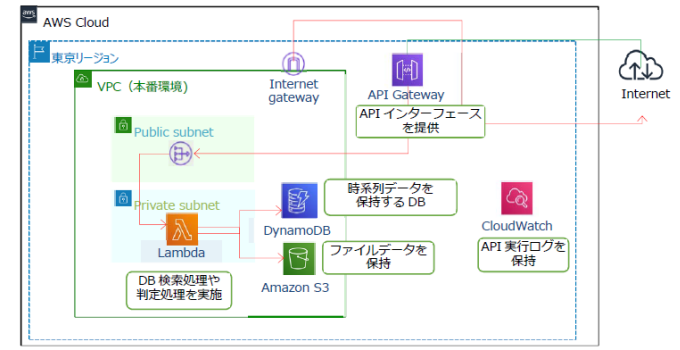 aws
AWS Cloud
東京リージョン
VPC（本番環境)
Internet
gateway
API Gateway
API インターフェース
を提供
Internet
Public subnet
Private subnet
Lambda
DB 検索処理や
判定処理を実施
DynamoDB
時系列データを
保持する DB
Amazon S3
ファイルデータを
保持
CloudWatch
API 実行ログを
保持